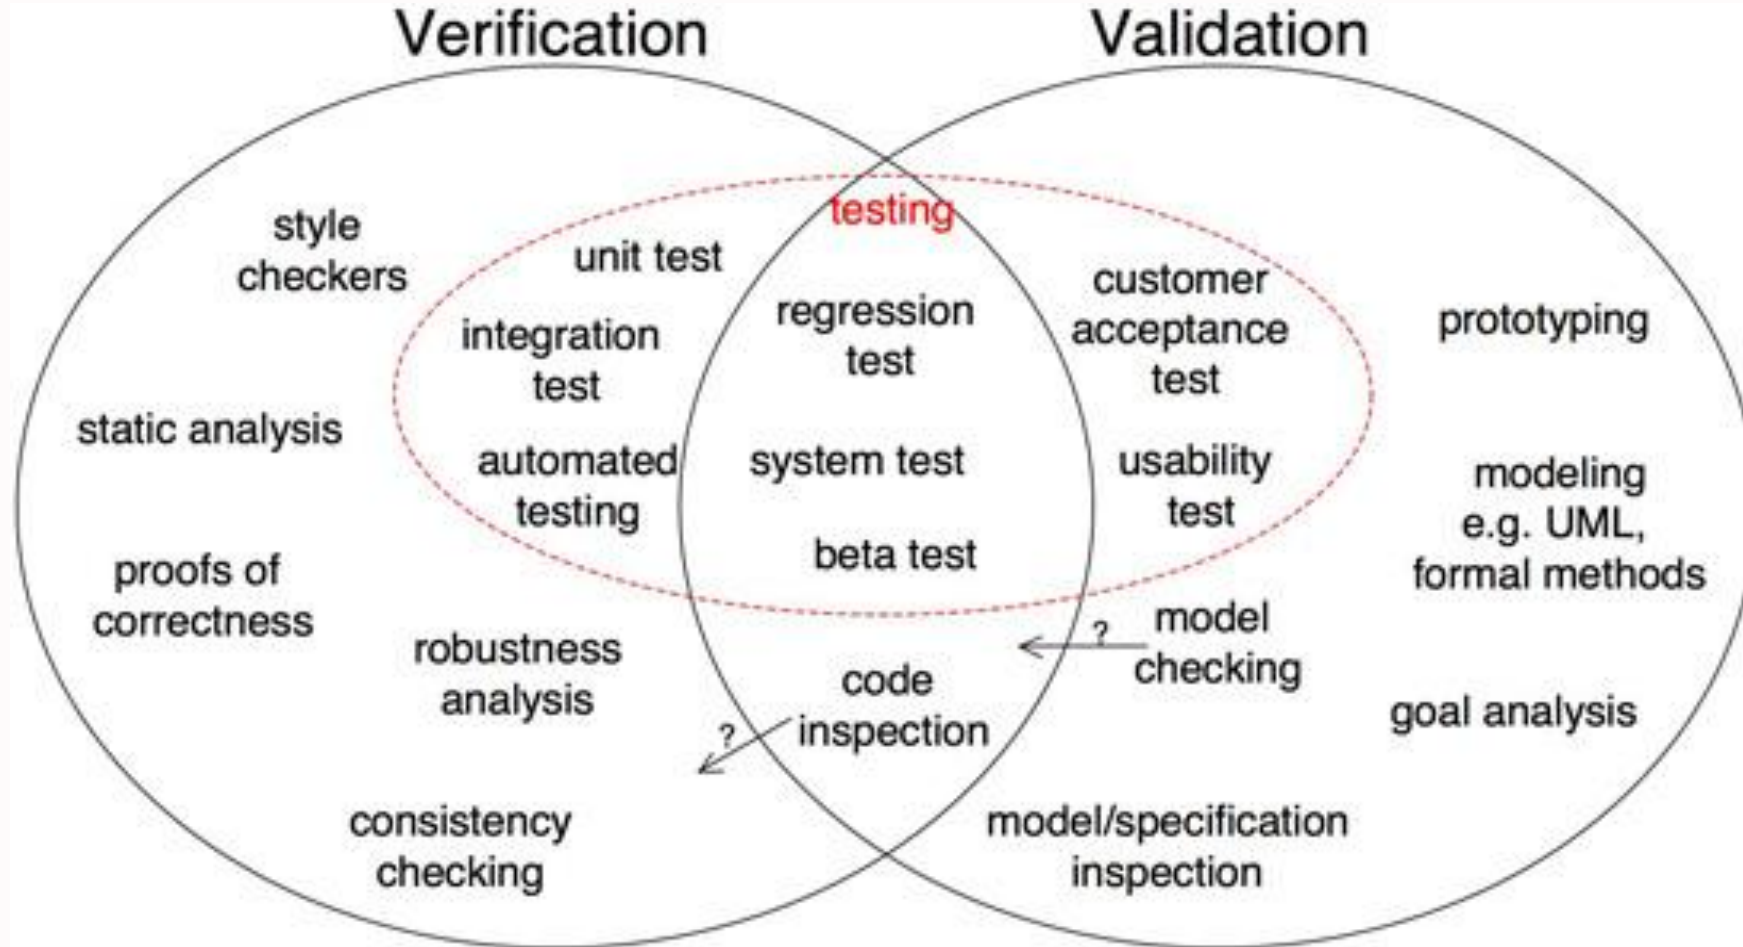 Verification
Validation
testing
style
checkers
unit test
integration
test
static analysis
automated
testing
proofs of
correctness
robustness
analysis
consistency
checking
regression
test
system test
beta test
code
inspection
?
customer
acceptance
test
usability
test
?
model
checking
prototyping
modeling
e.g. UML,
formal methods
goal analysis
model/specification
inspection